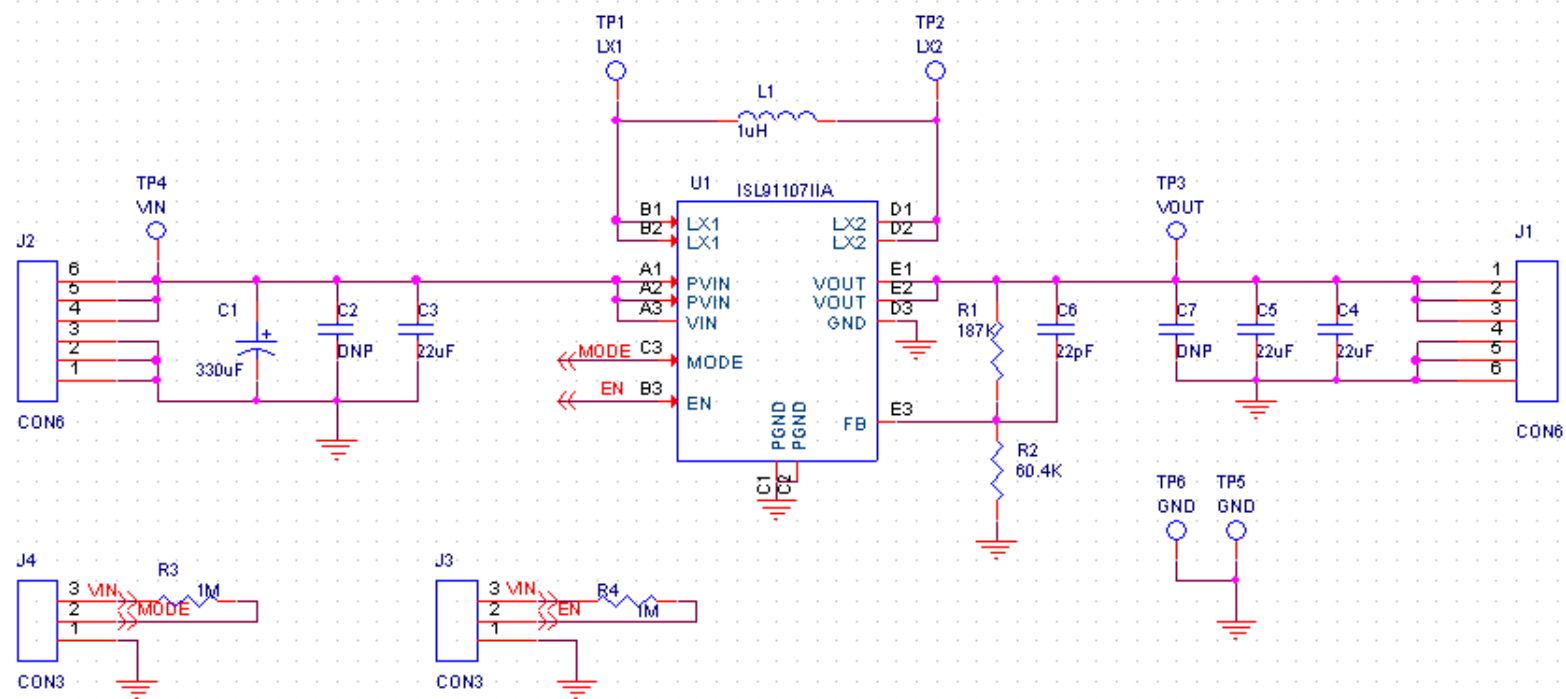 TP1
LX1
TP2
LX2
L1
1uH
TP4
VIN
U1
ISL91107IIA
TP3
VOUT
J2
6
5
4
3
2
1
CON6
C1
+
330uF
C2
DNP
C3
22uF
B1
B2
A1
A2
A3
MODE C3
EN B3
LX1
LX1
PVIN
PVIN
VIN
MODE
EN
LX2
LX2
VOUT
VOUT
GND
FB
PGND
PGND
C1
C2
D1
D2
E1
E2
D3
E3
R1
187K
C6
22pF
R2
60.4K
C7
DNP
C5
22uF
C4
22uF
J1
1
2
3
4
5
6
CON6
TP6
GND
TP5
GND
J4
3 VIN
2 MODE
1
R3
1M
CON3
J3
3 VIN
2 EN
1
R4
1M
CON3